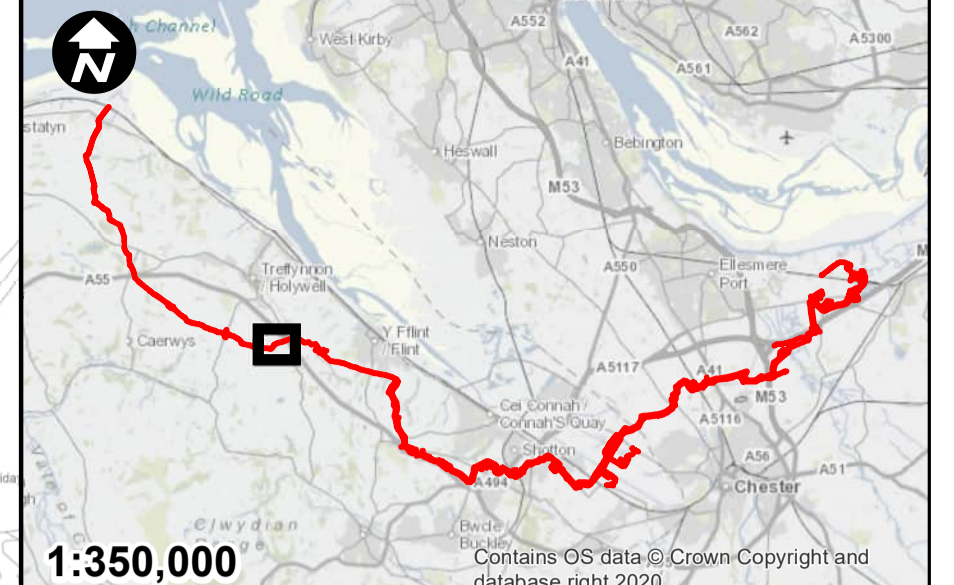 N
h Channel
Wild Road
West Kirby
A552
A562
A5300
A41
A561
statyn
Heswall
Bebington
M53
Neston
A55
Treffynnon
/ Holywell
A550
Ellesmere
Port
M
Caerwys
Y Fflint
/ Flint
A5117
A41
M53
Cei Connah /
Connah'S Quay
A5116
Shotton
A56
A51
A494
Chester
Clwydian
Bwcle
Buckley
1:350,000
Contains OS data © Crown Copyright and
database right 2020